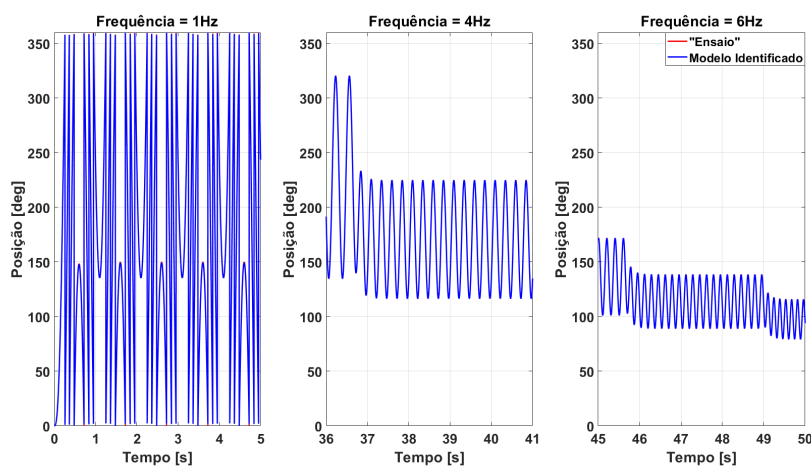 Frequência = 1Hz
Posição [deg]
350
300
250
200
150
100
50
0
0 1 2 3 4 5
Tempo [s]
Frequência = 4Hz
Posição [deg]
350
300
250
200
150
100
50
0
36 37 38 39 40 41
Tempo [s]
Frequência = 6Hz
"Ensaio"
Modelo Identificado
Posição [deg]
350
300
250
200
150
100
50
0
45 46 47 48 49 50
Tempo [s]